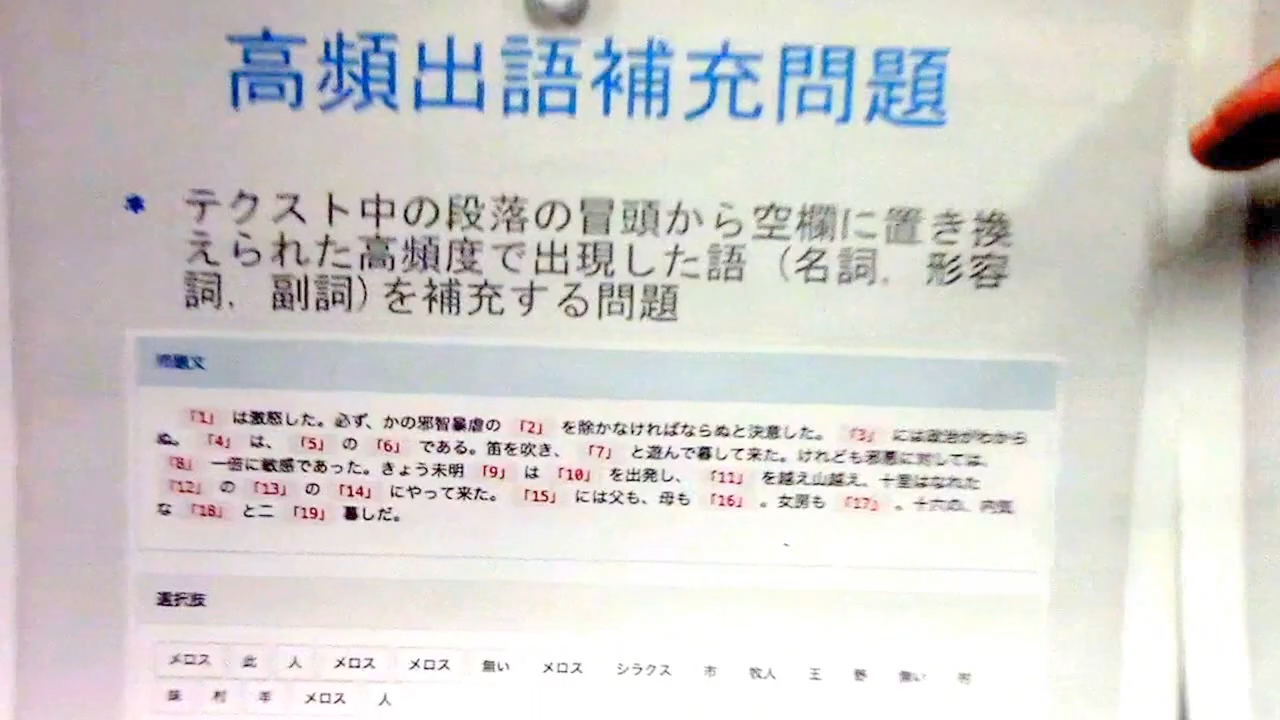 高頻出語補充問題
* テクスト中の段落の冒頭から空欄に置き換
えられた高頻度で出現した語（名詞，形容
詞，副詞）を補充する問題
問題文
「1」 は激怒した。必ず、かの邪智暴虐の 「2」 を除かなければならぬと決意した。 「3」 には政治がわから
ぬ。 「4」 は、 「5」 の 「6」 である。笛を吹き、 「7」 と遊んで暮して来た。けれども邪悪に対しては、
「8」 一倍に敏感であった。きょう未明 「9」 は 「10」 を出発し、 「11」 を越え山越え、十里はなれた
「12」 の 「13」 の 「14」 にやって来た。 「15」 には父も、母も 「16」 。女房も 「17」 。十六の、内気
な 「18」 と二 「19」 暮しだ。
選択肢
メロス 此 人 メロス メロス 無い メロス シラクス 市 牧人 王 野 無い 村
妹 村 羊 メロス 人